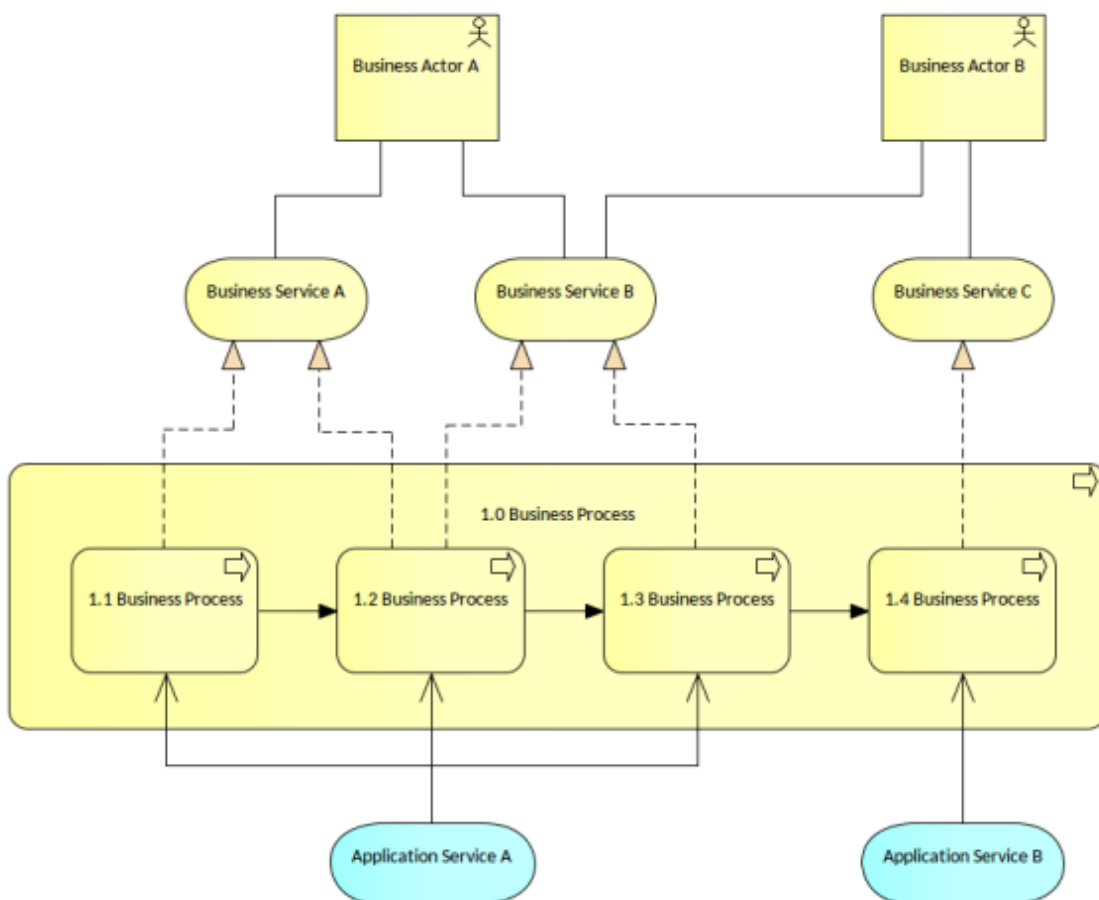 Business Actor A
Business Actor B
Business Service A
Business Service B
Business Service C
1.0 Business Process
1.1 Business Process
1.2 Business Process
1.3 Business Process
1.4 Business Process
Application Service A
Application Service B